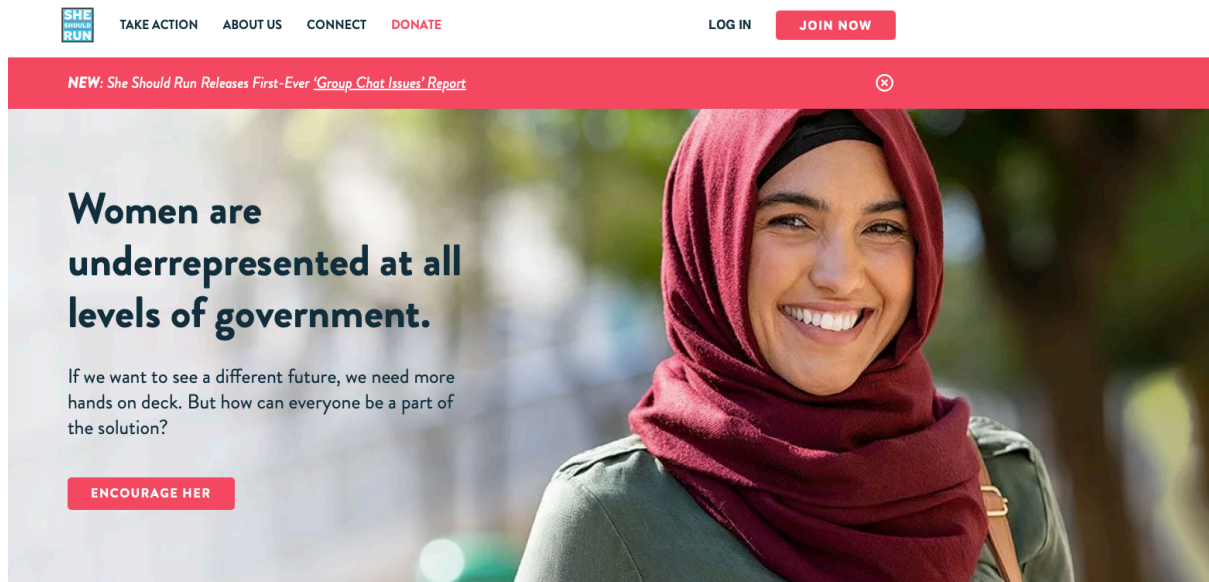 SHE
SHOULD
RUN
TAKE ACTION ABOUT US CONNECT DONATE LOG IN JOIN NOW
NEW: She Should Run Releases First-Ever ‘Group Chat Issues’ Report
Women are
underrepresented at all
levels of government.
If we want to see a different future, we need more
hands on deck. But how can everyone be a part of
the solution?
ENCOURAGE HER